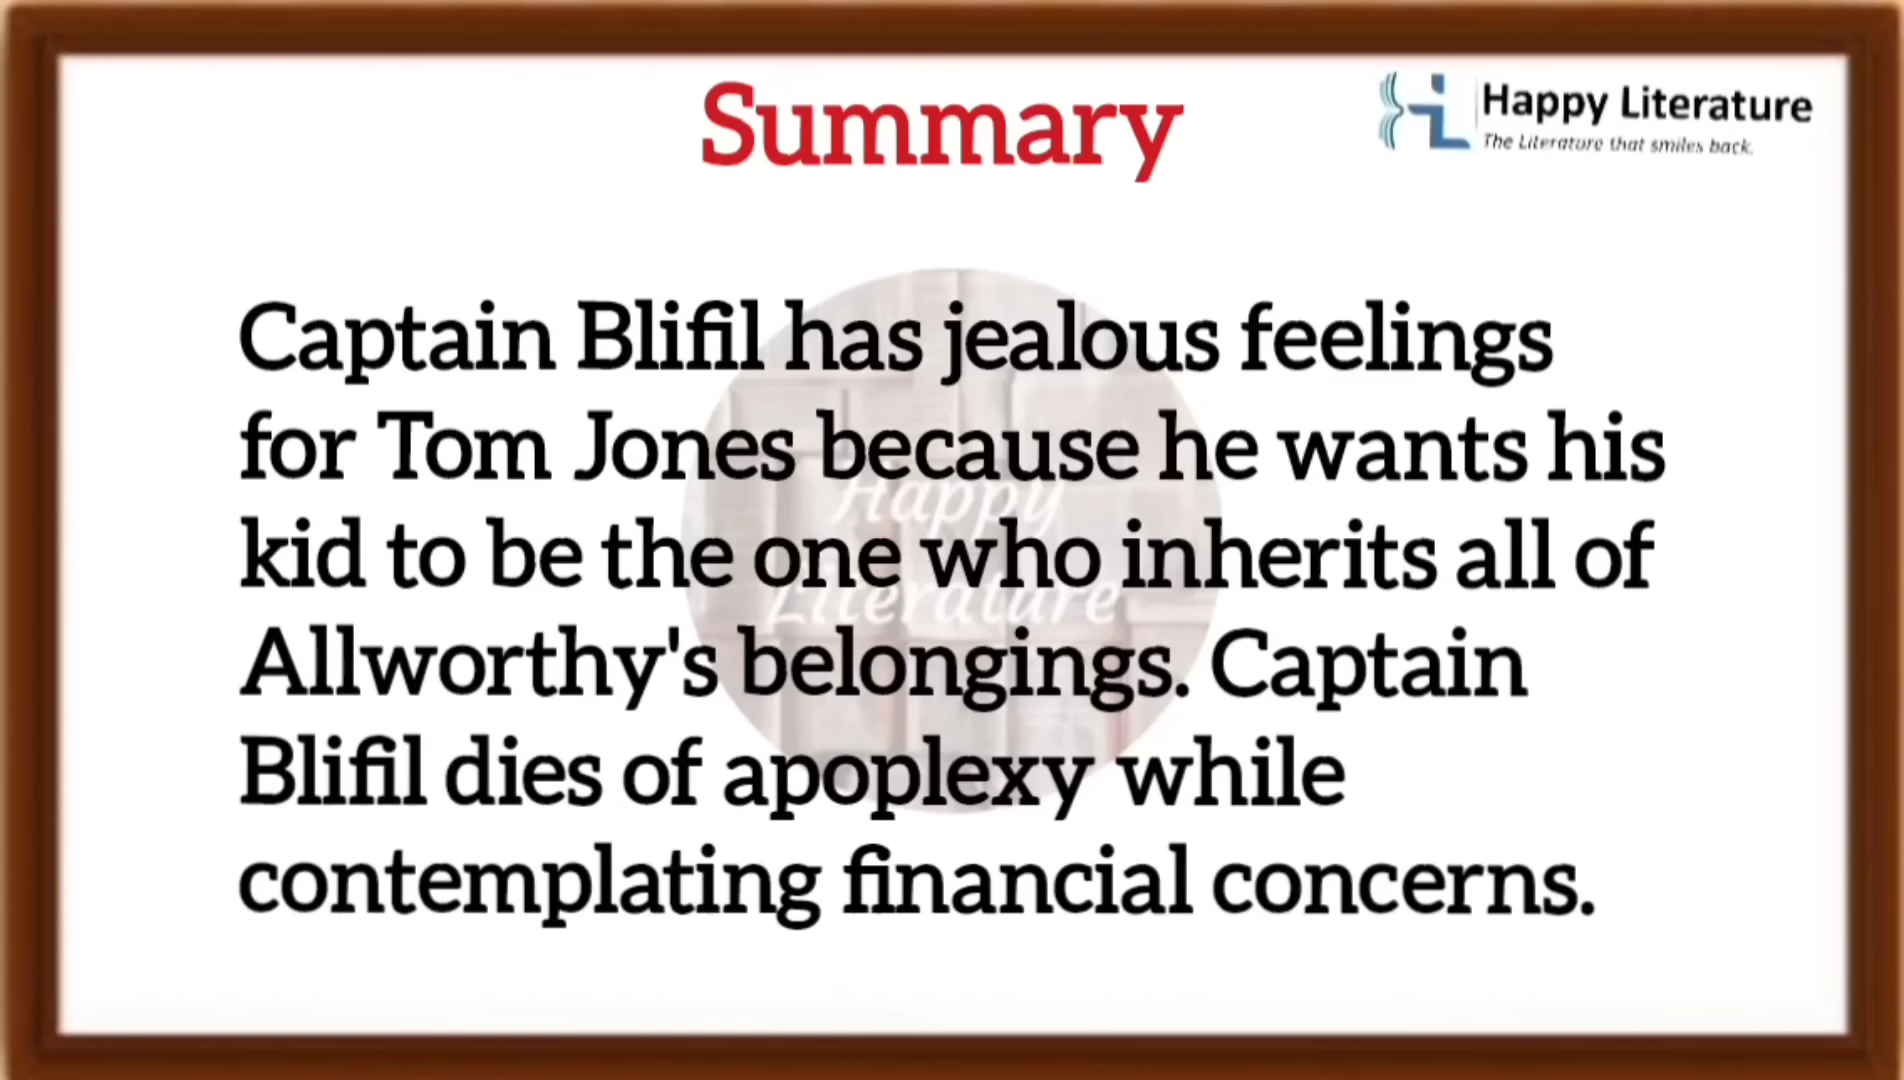 Summary
Happy Literature
The Literature that smiles back.
Captain Blifil has jealous feelings
for Tom Jones because he wants his
kid to be the one who inherits all of
Allworthy's belongings. Captain
Blifil dies of apoplexy while
contemplating financial concerns.
Happy
Literature